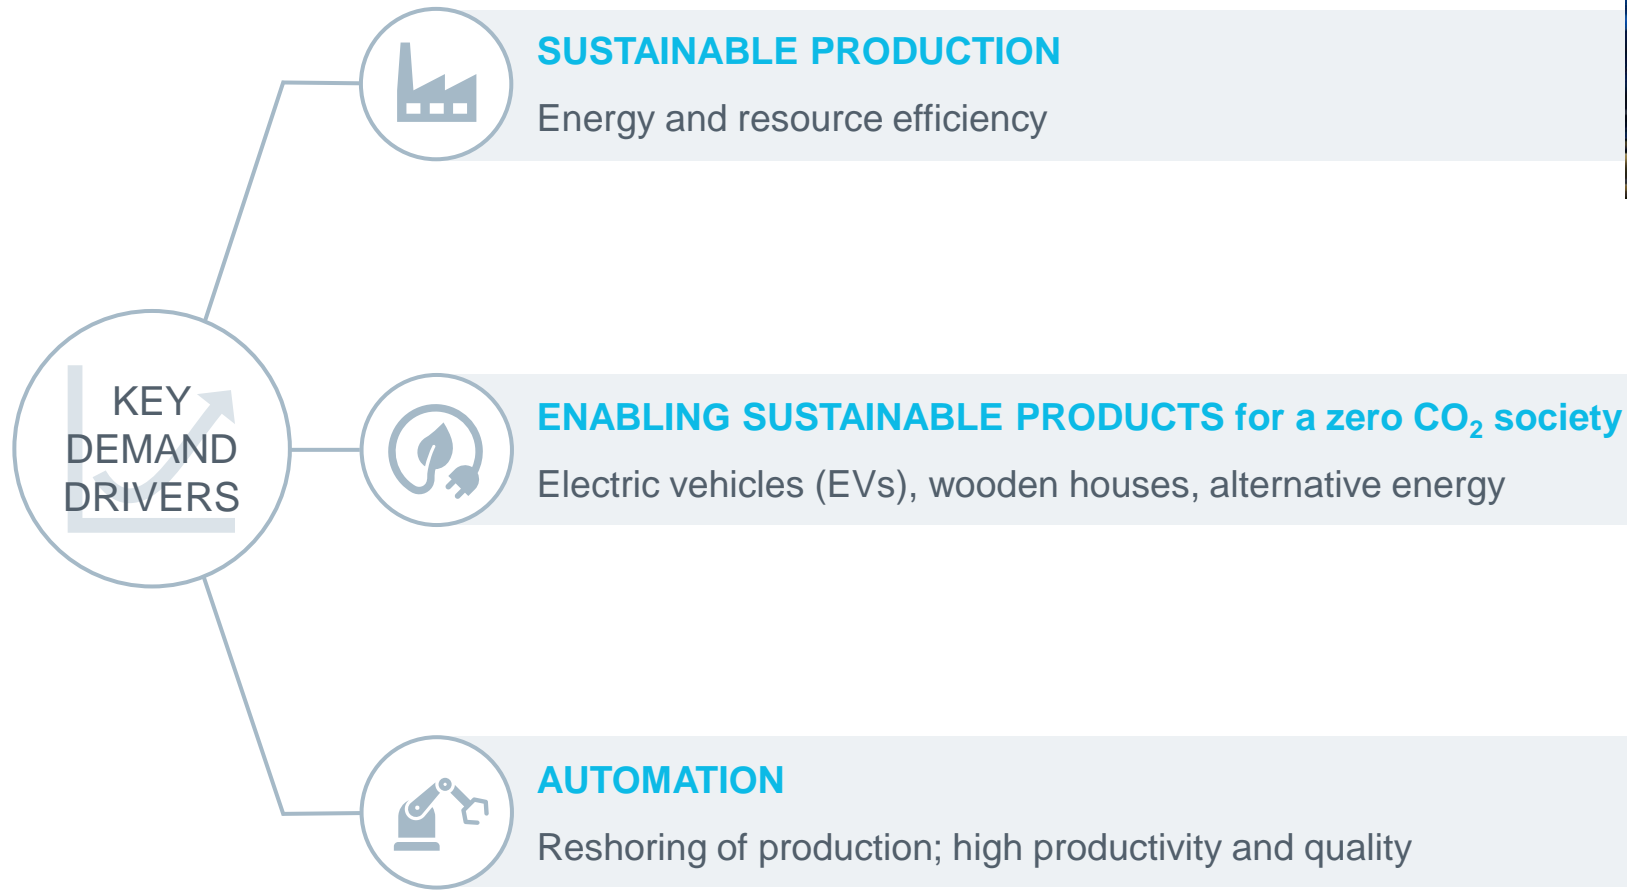 SUSTAINABLE PRODUCTION
Energy and resource efficiency
KEY
DEMAND
DRIVERS
ENABLING SUSTAINABLE PRODUCTS for a zero CO₂ society
Electric vehicles (EVs), wooden houses, alternative energy
AUTOMATION
Reshoring of production; high productivity and quality